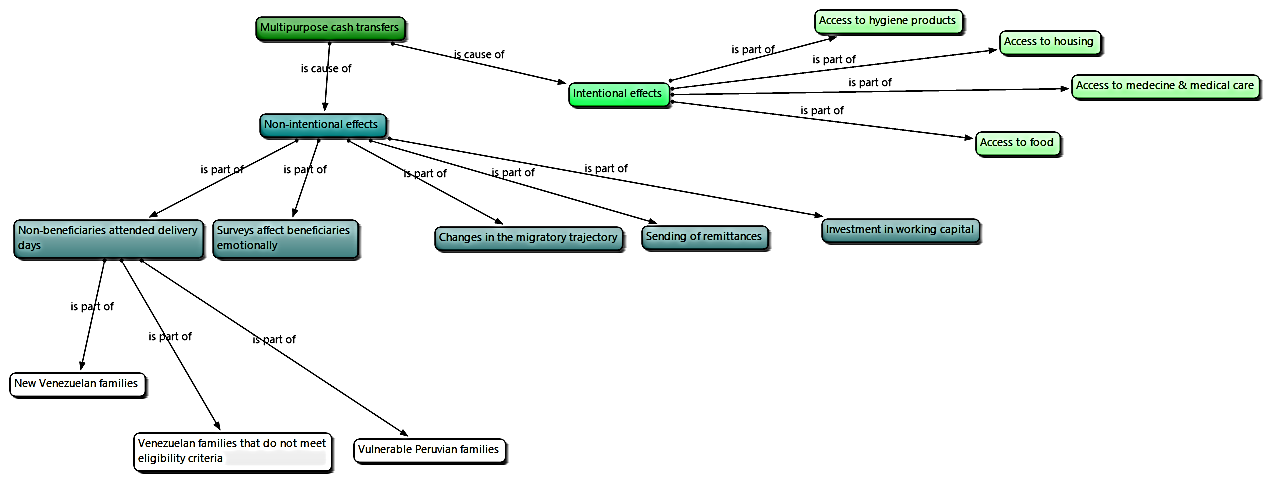 Multipurpose cash transfers
Access to hygiene products
Access to housing
is part of
is cause of
is part of
is cause of
Intentional effects
is part of
Access to medecine & medical care
is part of
Non-intentional effects
Access to food
is part of
is part of
is part of
is part of
is part of
Non-beneficiaries attended delivery
days
Surveys affect beneficiaries
emotionally
Changes in the migratory trajectory
Sending of remittances
Investment in working capital
is part of
is part of
is part of
New Venezuelan families
Venezuelan families that do not meet
eligibility criteria
Vulnerable Peruvian families